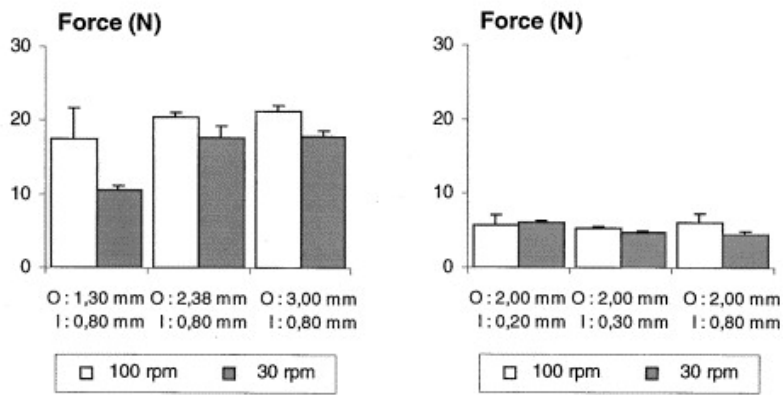 Force (N)
30
20
10
0
O : 1,30 mm O : 2,38 mm O : 3,00 mm
I : 0,80 mm I : 0,80 mm I : 0,80 mm
100 rpm 30 rpm
Force (N)
30
20
10
0
O : 2,00 mm O : 2,00 mm O : 2,00 mm
I : 0,20 mm I : 0,30 mm I : 0,80 mm
100 rpm 30 rpm